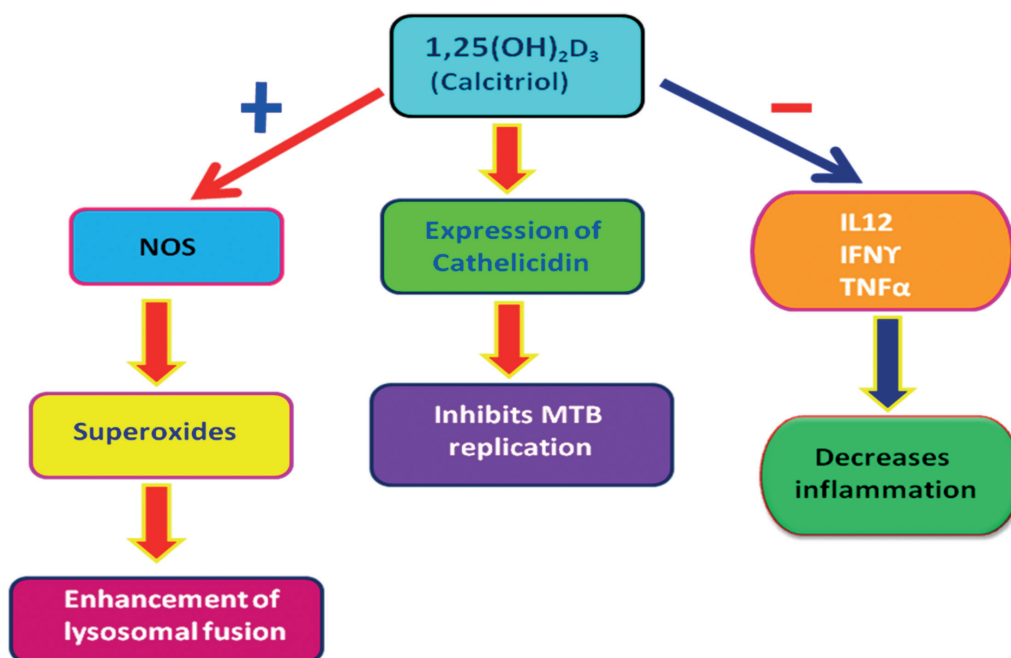 1,25(OH)₂D₃
(Calcitriol)
+
−
NOS
Expression of
Cathelicidin
IL12
IFNϒ
TNFα
Superoxides
Inhibits MTB
replication
Decreases
inflammation
Enhancement of
lysosomal fusion